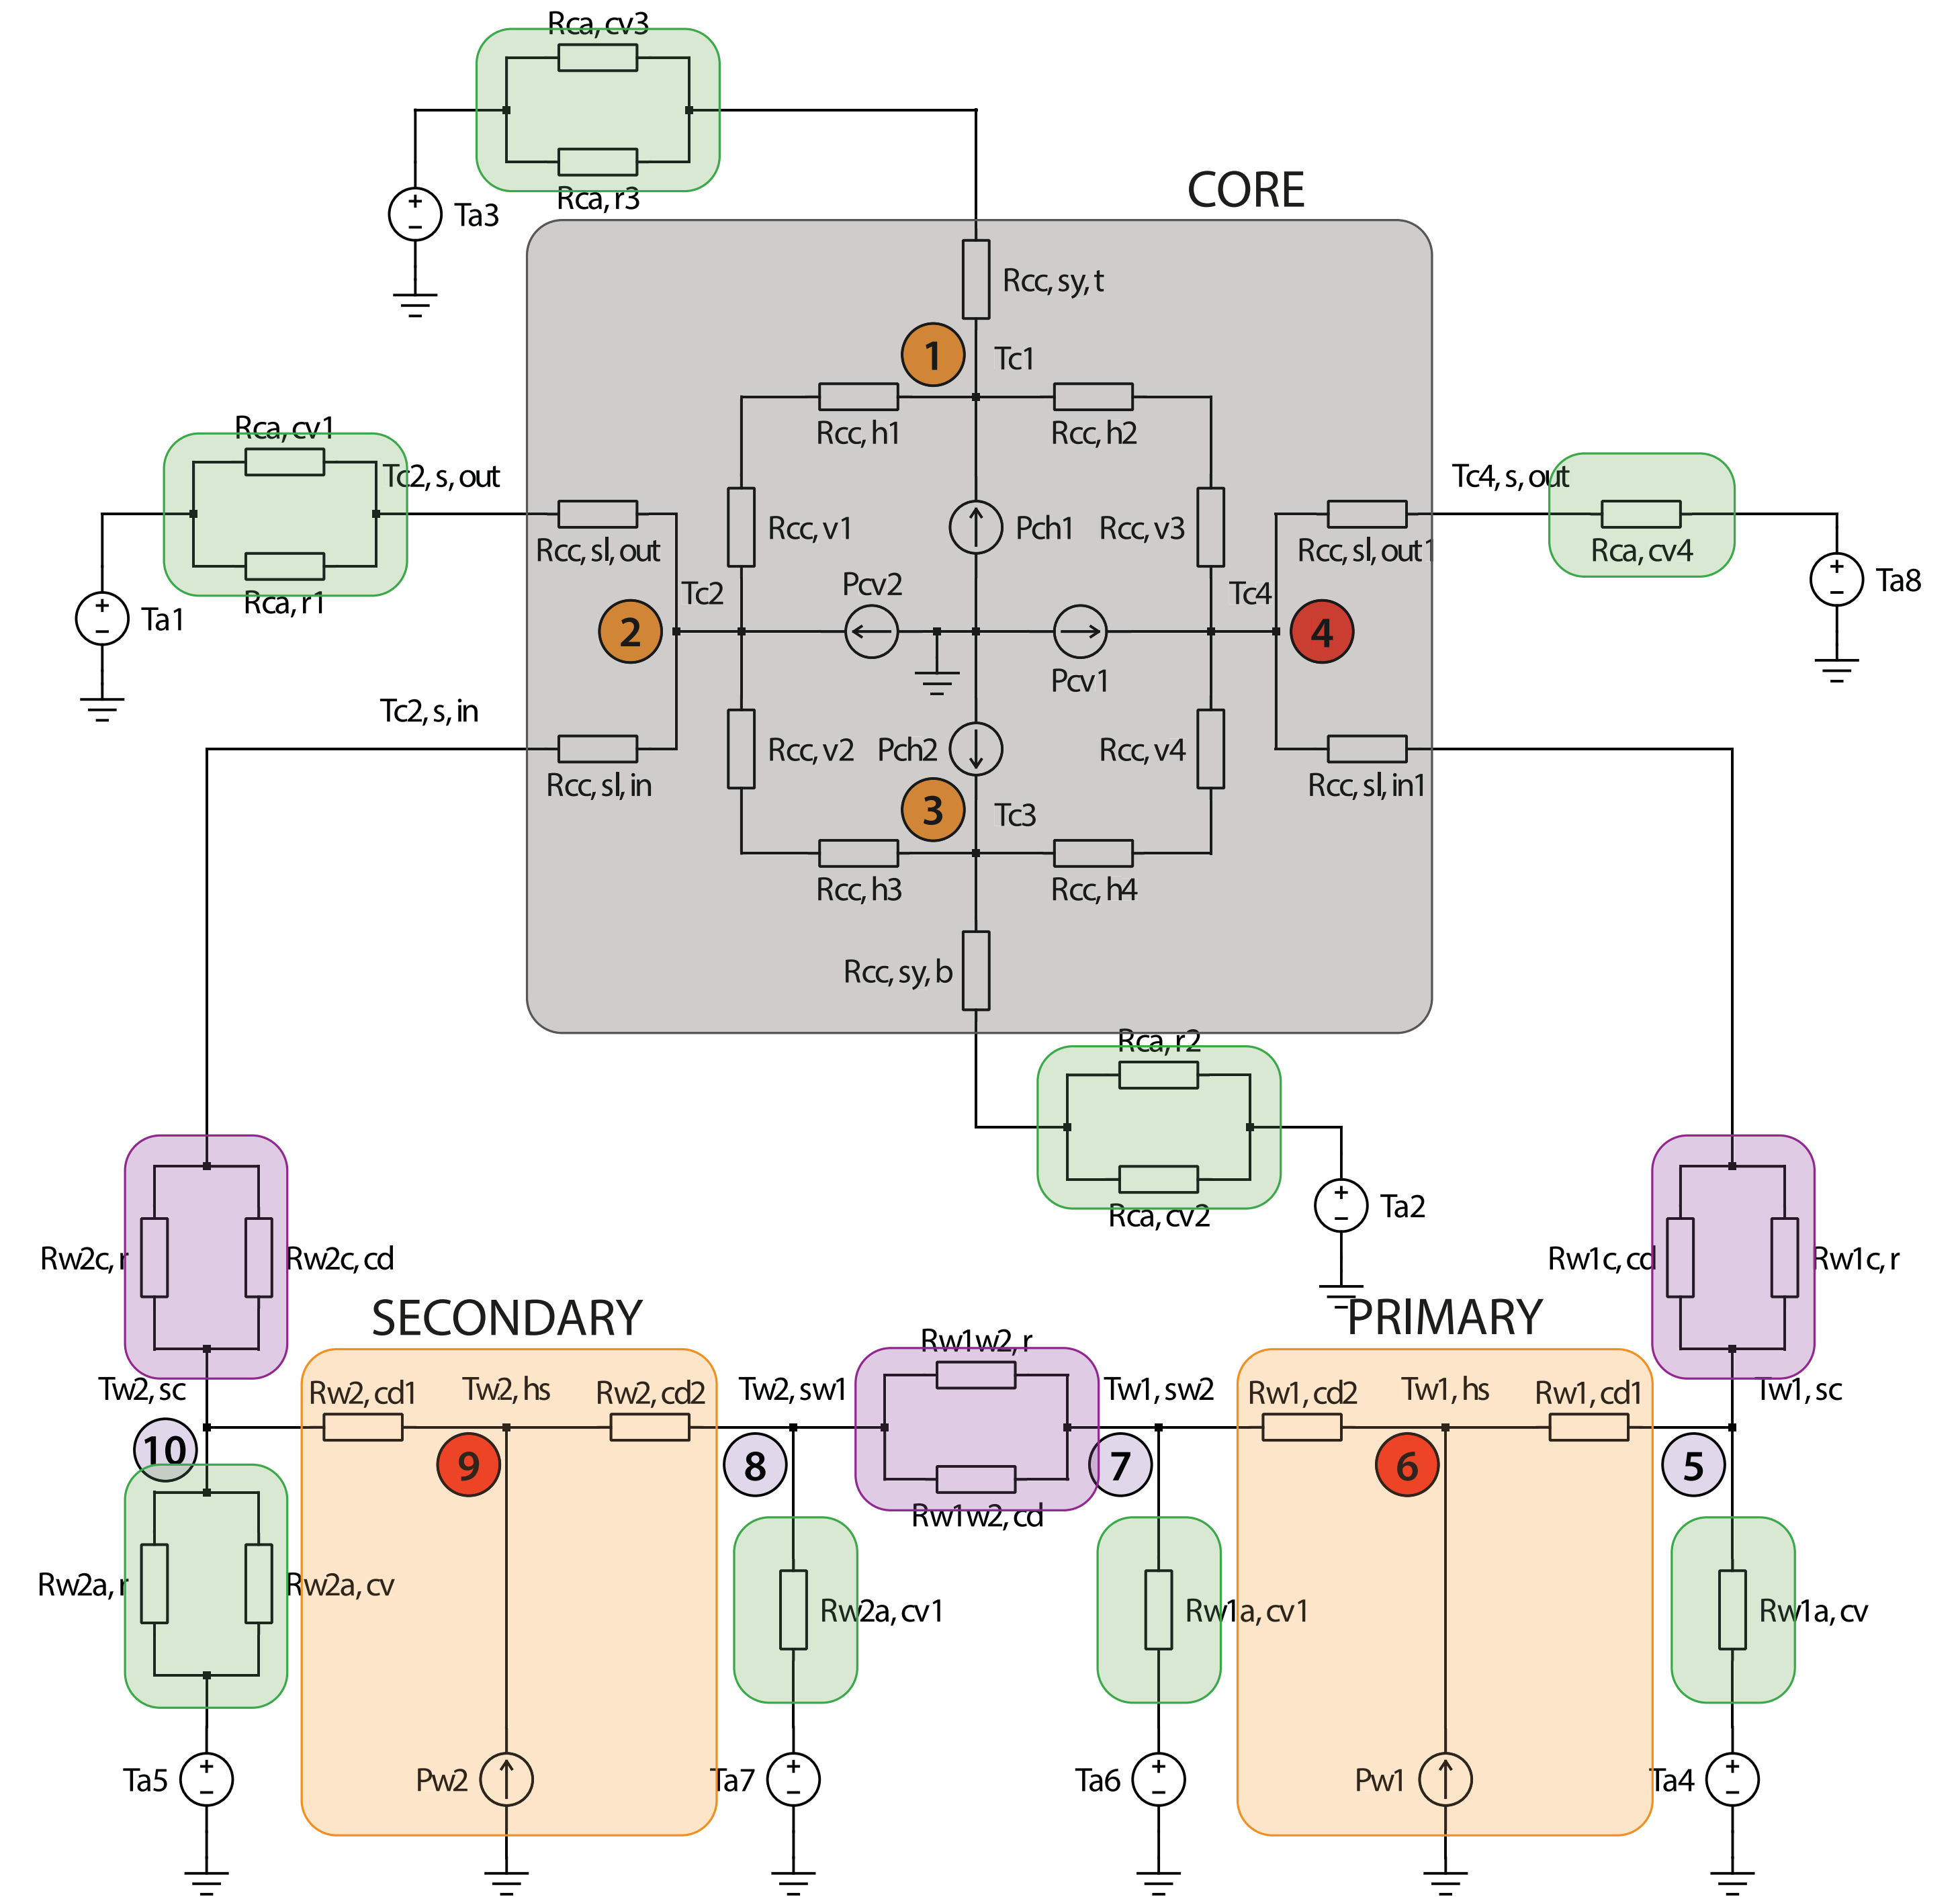 Rca, cv3
Rca, r3
Ta3
+
−
CORE
Rcc, sy, t
1
Tc1
Rcc, h1
Rcc, h2
Rca, cv1
Tc2, s, out
Rca, r1
Ta1
+
−
Rcc, sl, out
Rcc, v1
Pch1
Rcc, v3
Rcc, sl, out1
Tc4, s, out
Rca, cv4
Ta8
+
−
Tc2
Pcv2
Tc4
2
4
Pcv1
Tc2, s, in
Rcc, sl, in
Rcc, v2
Pch2
Rcc, v4
Rcc, sl, in1
3
Tc3
Rcc, h3
Rcc, h4
Rcc, sy, b
Rca, r2
Rca, cv2
Ta2
+
−
Rw2c, r
Rw2c, cd
Rw1c, cd
Rw1c, r
SECONDARY
PRIMARY
Rw1w2, r
Tw2, sc
Rw2, cd1
Tw2, hs
Rw2, cd2
Tw2, sw1
Tw1, sw2
Rw1, cd2
Tw1, hs
Rw1, cd1
Tw1, sc
10
9
8
7
6
5
Rw1w2, cd
Rw2a, r
Rw2a, cv
Rw2a, cv1
Rw1a, cv1
Rw1a, cv
Ta5
+
−
Pw2
Ta7
+
−
Ta6
+
−
Pw1
Ta4
+
−